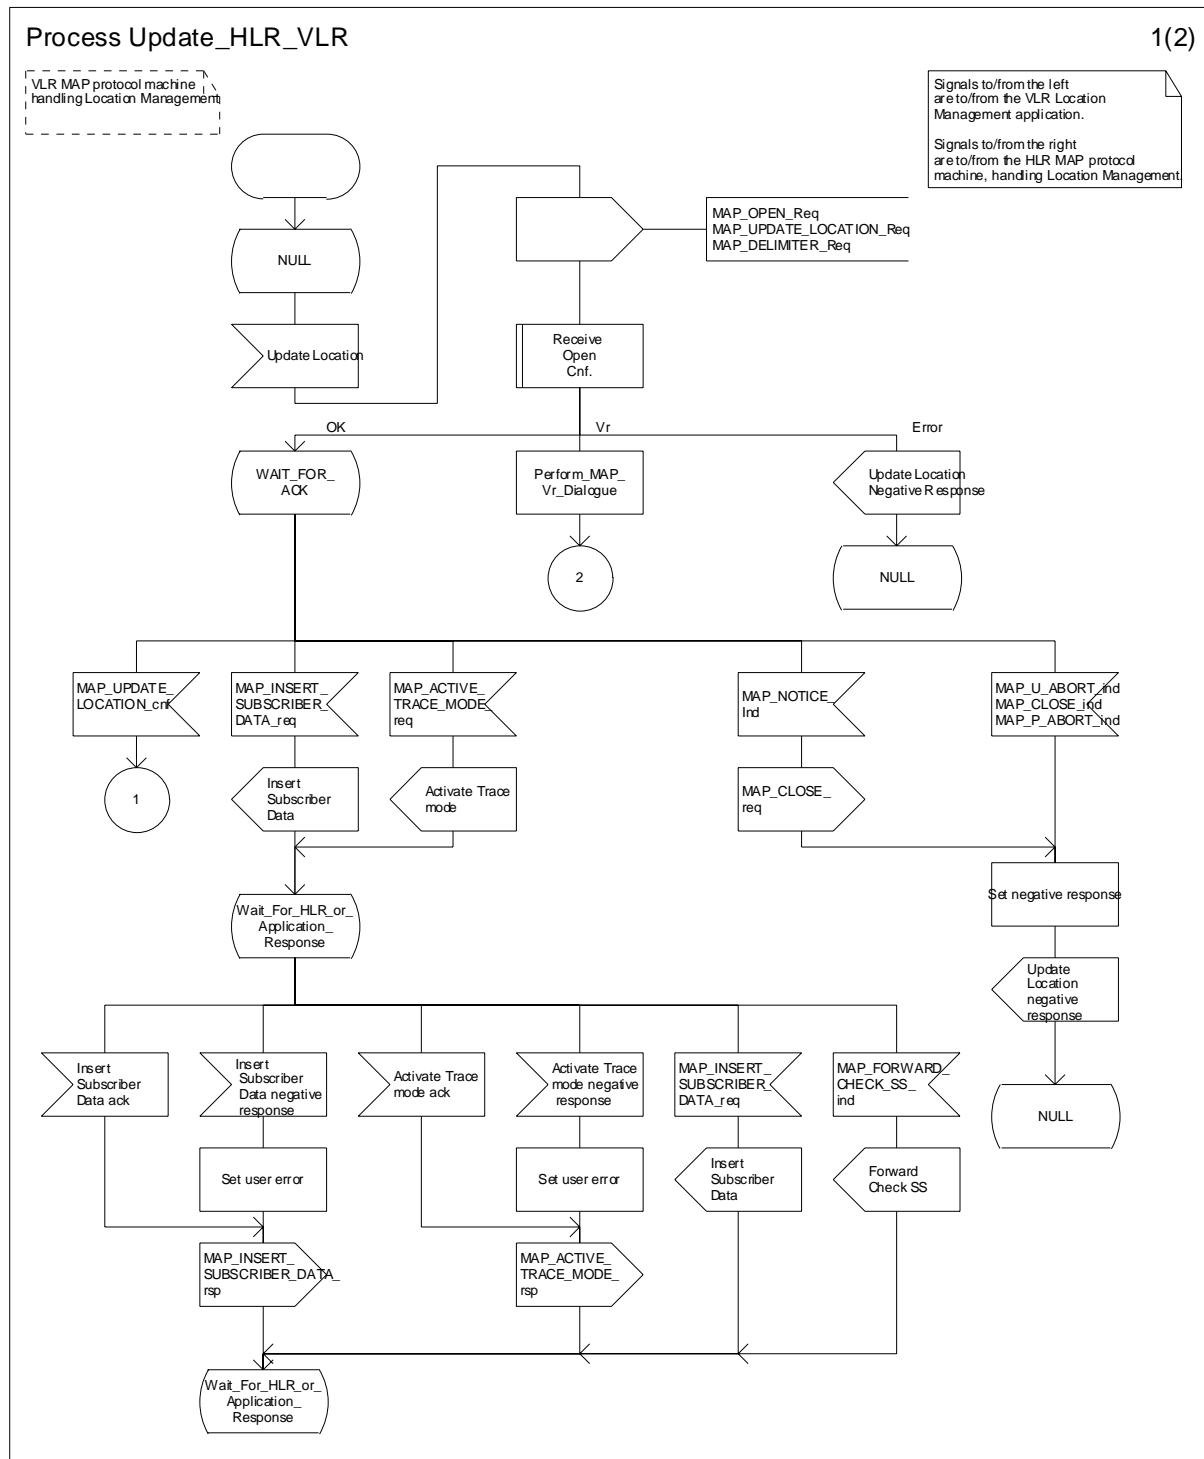 Process Update_HLR_VLR
1(2)
VLR MAP protocol machine
handling Location Management
Signals to/from the left
are to/from the VLR Location
Management application.
Signals to/from the right
are to/from the HLR MAP protocol
machine, handling Location Management.
NULL
Update Location
MAP_OPEN_Req
MAP_UPDATE_LOCATION_Req
MAP_DELIMITER_Req
Receive
Open
Cnf.
OK
Vr
Error
WAIT_FOR_
ACK
Perform_MAP_
Vr_Dialogue
Update Location
Negative Response
2
NULL
MAP_UPDATE_
LOCATION_cnf
MAP_INSERT_
SUBSCRIBER_
DATA_req
MAP_ACTIVE_
TRACE_MODE_
req
MAP_NOTICE_
Ind
MAP_U_ABORT_ind
MAP_CLOSE_ind
MAP_P_ABORT_ind
1
Insert
Subscriber
Data
Activate Trace
mode
MAP_CLOSE_
req
Set negative response
Wait_For_HLR_or_
Application_
Response
Update
Location
negative
response
Insert
Subscriber
Data ack
Insert
Subscriber
Data negative
response
Activate Trace
mode ack
Activate Trace
mode negative
response
MAP_INSERT_
SUBSCRIBER_
DATA_req
MAP_FORWARD_
CHECK_SS_
ind
NULL
Set user error
Set user error
Insert
Subscriber
Data
Forward
Check SS
MAP_INSERT_
SUBSCRIBER_DATA_
rsp
MAP_ACTIVE_
TRACE_MODE_
rsp
Wait_For_HLR_or_
Application_
Response